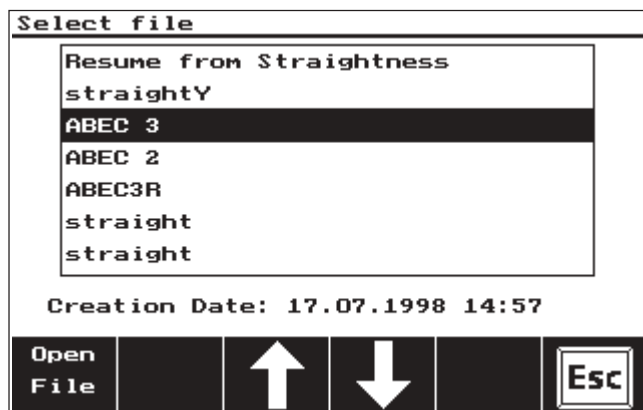 Select file
Resume from Straightness
straightY
ABEC 3
ABEC 2
ABEC3R
straight
straight
Creation Date: 17.07.1998 14:57
Open
File
Esc